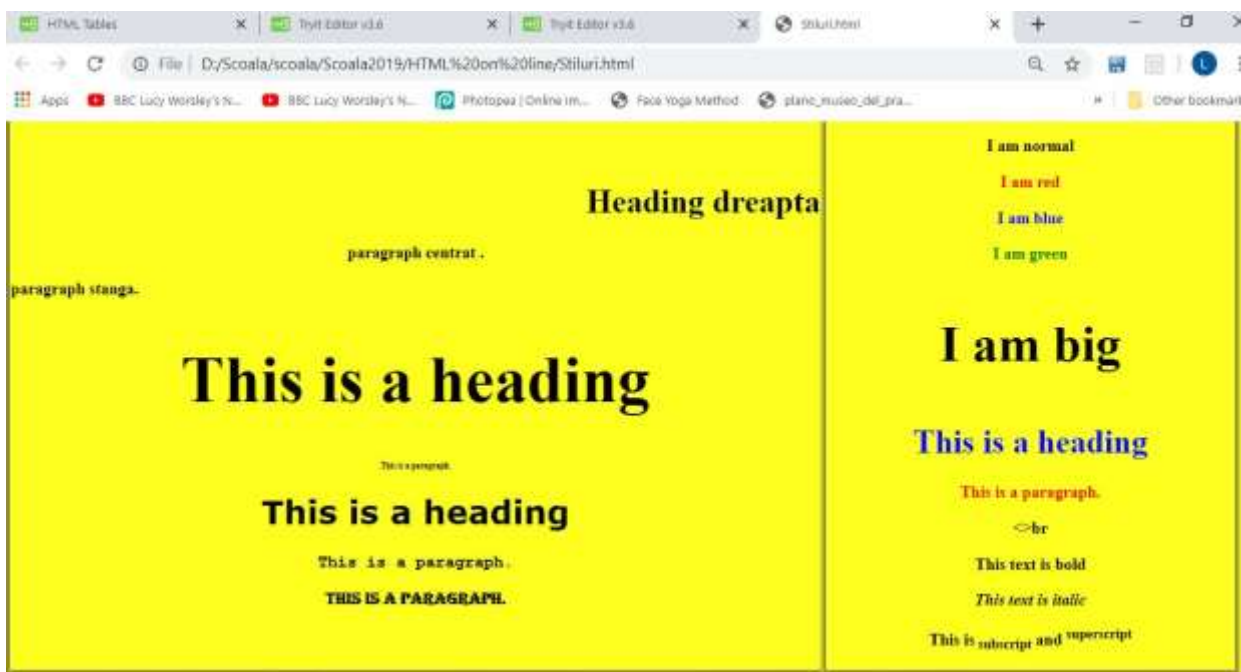 HTML Tables
Tryit Editor v3.6
Tryit Editor v3.6
Stiluri.html
File
D:/Scoala/scoala/Scoala2019/HTML%20on%20line/Stiluri.html
L
Apps
BBC Lucy Worsley's N...
BBC Lucy Worsley's N...
Photopea | Online Im...
Face Yoga Method
plano_museo_del_pra...
»
Other bookmark
Heading dreapta
paragraph centrat .
paragraph stanga.
This is a heading
This is a paragraph.
This is a heading
This is a paragraph.
THIS IS A PARAGRAPH.
I am normal
I am red
I am blue
I am green
I am big
This is a heading
This is a paragraph.
<>br
This text is bold
This text is italic
This is subscript and superscript